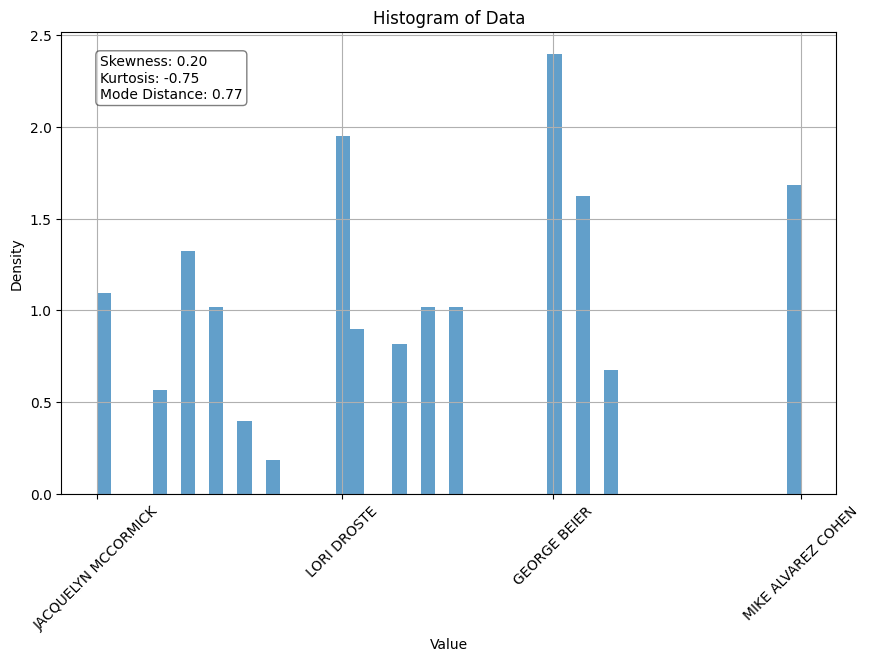 Histogram of Data
Skewness: 0.20
Kurtosis: -0.75
Mode Distance: 0.77
2.5
2.0
1.5
1.0
0.5
0.0
Density
JACQUELYN MCCORMICK
LORI DROSTE
GEORGE BEIER
MIKE ALVAREZ COHEN
Value